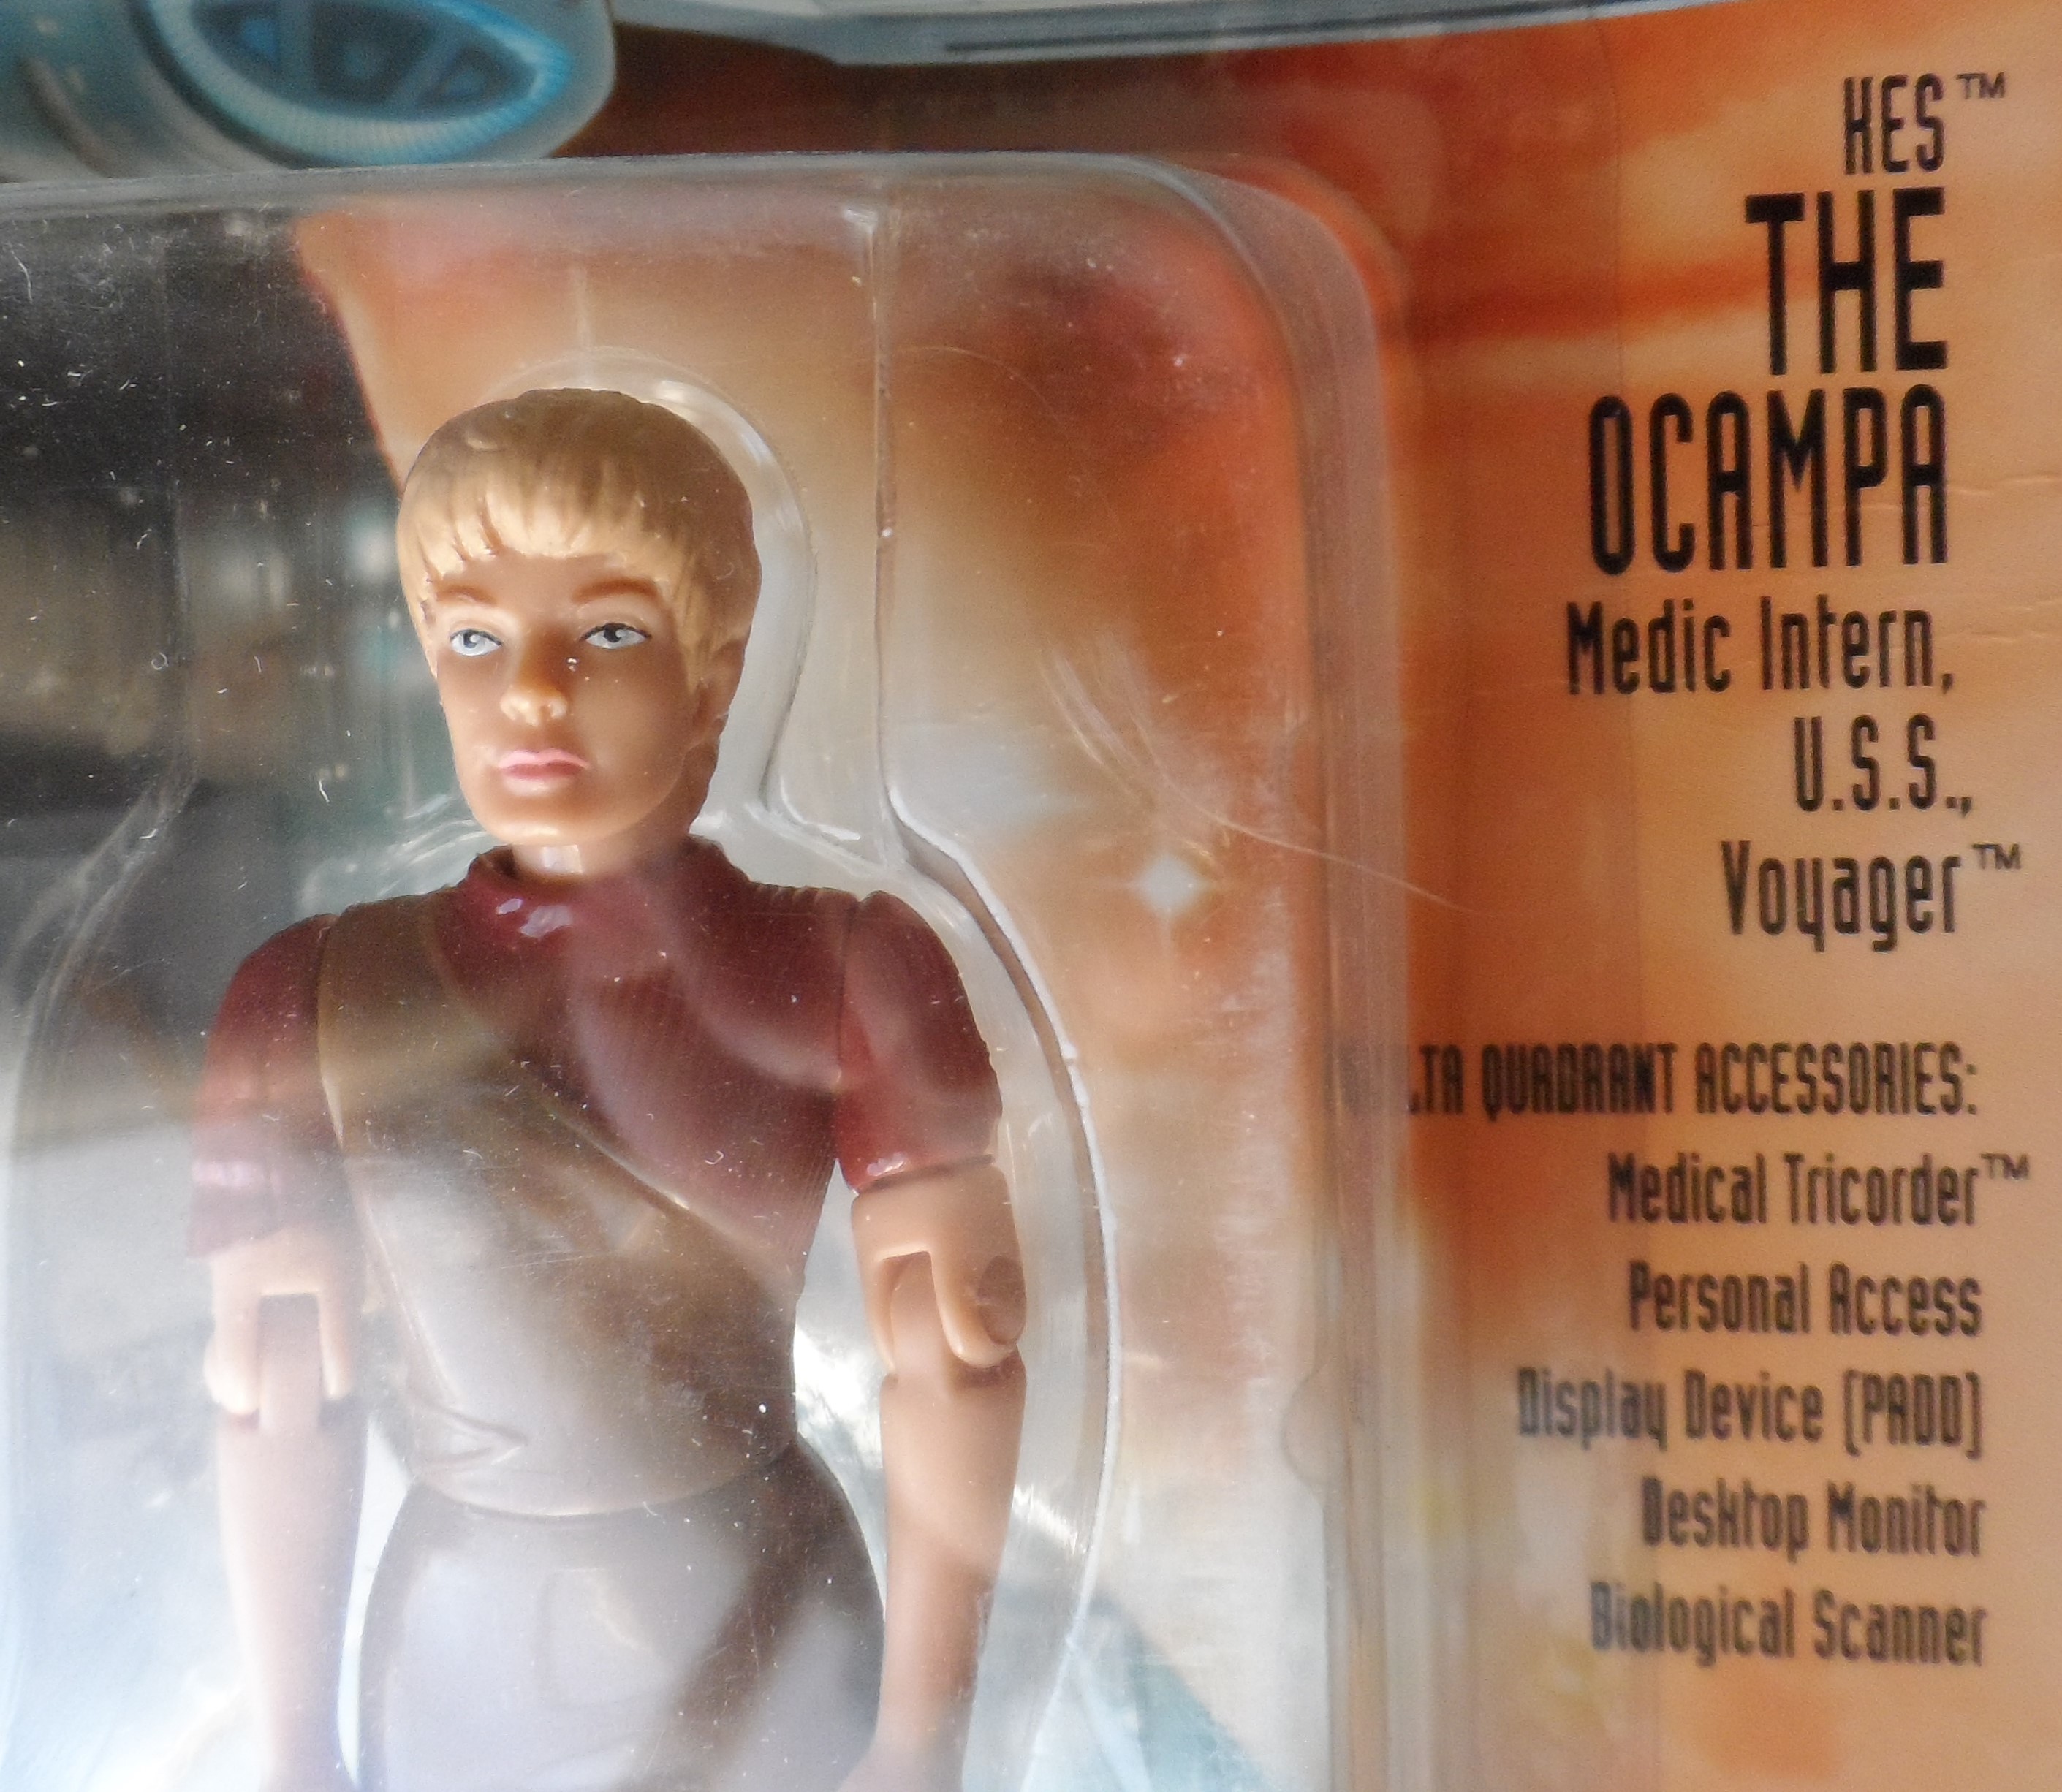 KES™
THE
OCAMPA
Medic Intern,
U.S.S.,
Voyager™
LTA QUADRANT ACCESSORIES:
Medical Tricorder™
Personal Access
Display Device (PADD)
Desktop Monitor
Biological Scanner